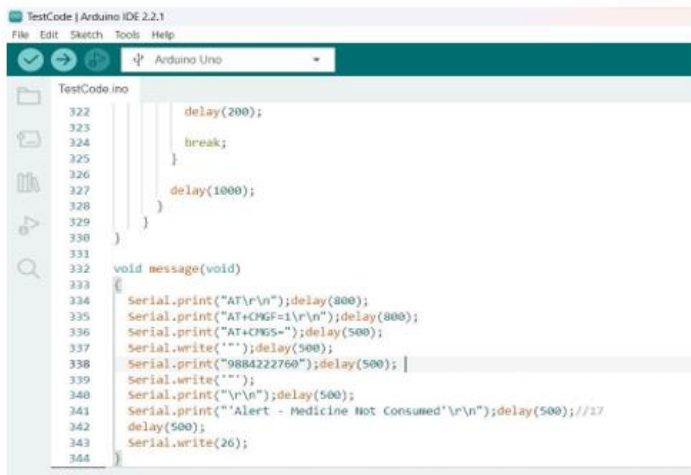 TestCode | Arduino IDE 2.2.1
File Edit Sketch Tools Help
Arduino Uno
TestCode.ino
322 delay(200);
323
324 break;
325 }
326
327 delay(1000);
328 }
329 }
330 }
331
332 void message(void)
333 {
334 Serial.print("AT\r\n");delay(800);
335 Serial.print("AT+CMGF=1\r\n");delay(800);
336 Serial.print("AT+CMGS=");delay(500);
337 Serial.write('"');delay(500);
338 Serial.print("9884222760");delay(500);
339 Serial.write('"');
340 Serial.print("\r\n");delay(500);
341 Serial.print("'Alert - Medicine Not Consumed'\r\n");delay(500);//17
342 delay(500);
343 Serial.write(26);
344 }